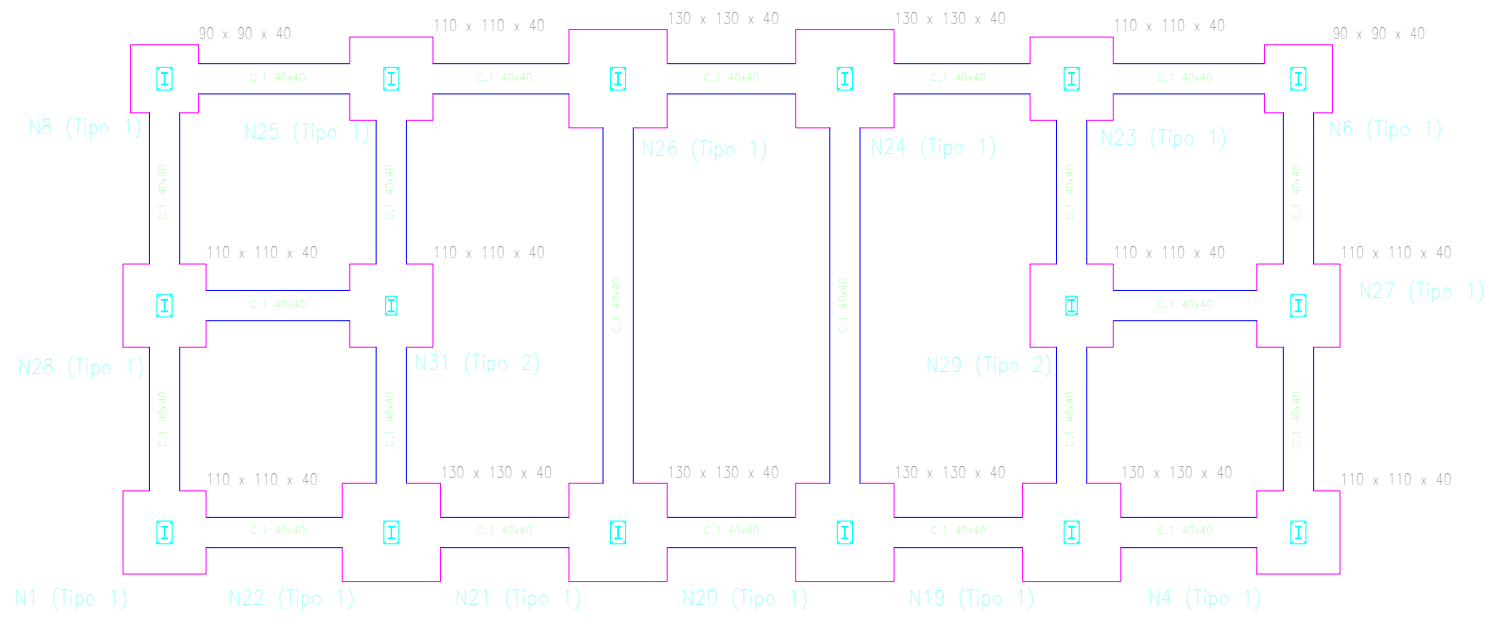 90 x 90 x 40
110 x 110 x 40
130 x 130 x 40
130 x 130 x 40
110 x 110 x 40
90 x 90 x 40
C.1 40x40
C.1 40x40
C.1 40x40
C.1 40x40
C.1 40x40
N8 (Tipo 1)
N25 (Tipo 1)
N26 (Tipo 1)
N24 (Tipo 1)
N23 (Tipo 1)
N6 (Tipo 1)
C.1 40x40
C.1 40x40
C.1 40x40
C.1 40x40
110 x 110 x 40
110 x 110 x 40
110 x 110 x 40
110 x 110 x 40
C.1 40x40
C.1 40x40
C.1 40x40
C.1 40x40
N27 (Tipo 1)
N28 (Tipo 1)
N31 (Tipo 2)
N29 (Tipo 2)
C.1 40x40
C.1 40x40
C.1 40x40
C.1 40x40
110 x 110 x 40
130 x 130 x 40
130 x 130 x 40
130 x 130 x 40
130 x 130 x 40
110 x 110 x 40
C.1 40x40
C.1 40x40
C.1 40x40
C.1 40x40
C.1 40x40
N1 (Tipo 1)
N22 (Tipo 1)
N21 (Tipo 1)
N20 (Tipo 1)
N19 (Tipo 1)
N4 (Tipo 1)